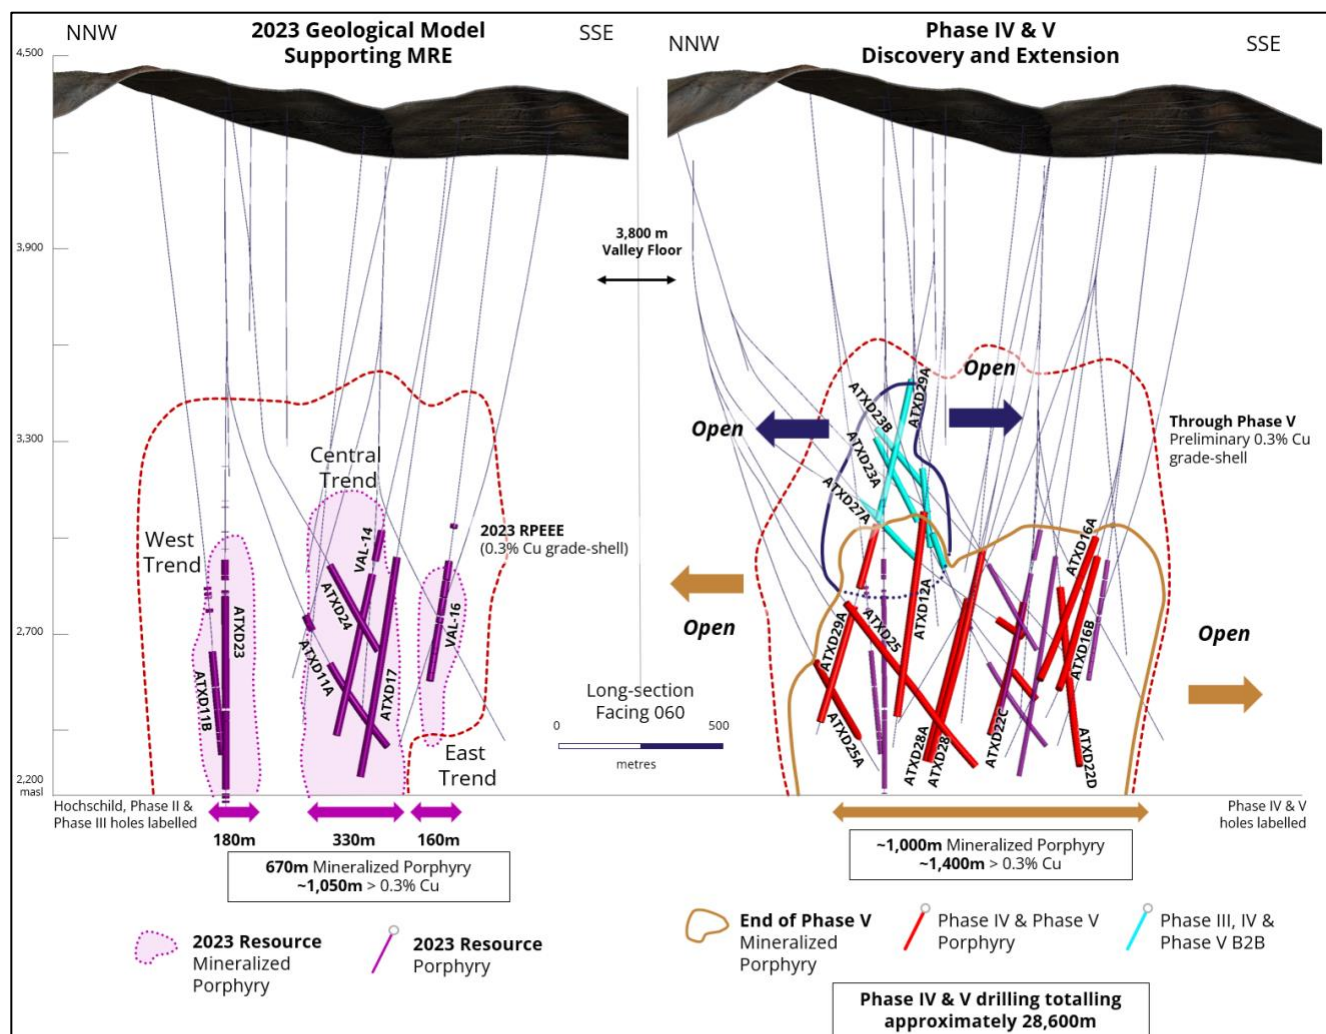 NNW
2023 Geological Model
Supporting MRE
SSE
4,500
3,900
3,300
2,700
2,200
masl
West
Trend
Central
Trend
East
Trend
ATXD11B
ATXD23
ATXD24
ATXD11A
VAL-14
ATXD17
VAL-16
2023 RPEEE
(0.3% Cu grade-shell)
3,800 m
Valley Floor
Long-section
Facing 060
0
500
metres
Hochschild, Phase II &
Phase III holes labelled
180m
330m
160m
670m Mineralized Porphyry
~1,050m > 0.3% Cu
2023 Resource
Mineralized
Porphyry
2023 Resource
Porphyry
NNW
Phase IV & V
Discovery and Extension
SSE
Open
Open
Open
Open
Through Phase V
Preliminary 0.3% Cu
grade-shell
ATXD23B
ATXD29A
ATXD23A
ATXD27A
ATXD12A
ATXD16A
ATXD29A
ATXD25
ATXD16B
ATXD25A
ATXD28A
ATXD28
ATXD22C
ATXD22D
Phase IV & V
holes labelled
~1,000m Mineralized Porphyry
~1,400m > 0.3% Cu
End of Phase V
Mineralized
Porphyry
Phase IV & Phase V
Porphyry
Phase III, IV &
Phase V B2B
Phase IV & V drilling totalling
approximately 28,600m